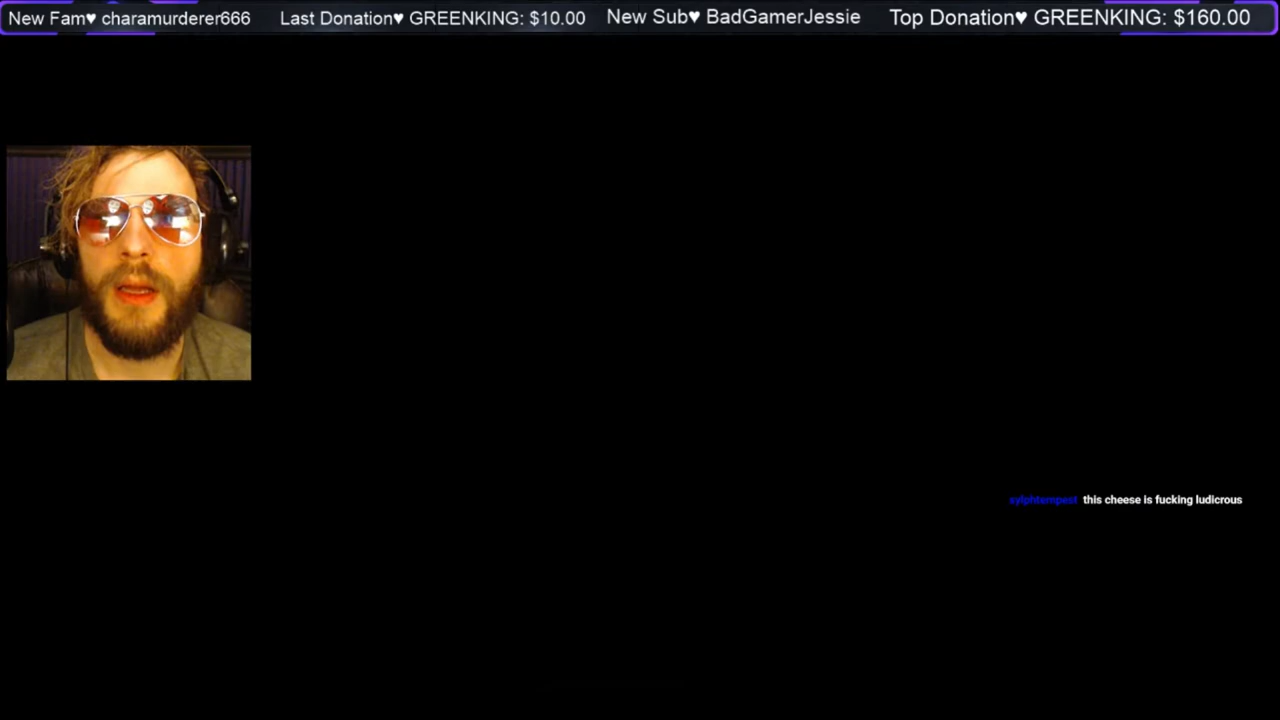 New Fam♥ charamurderer666 Last Donation♥ GREENKING: $10.00 New Sub♥ BadGamerJessie Top Donation♥ GREENKING: $160.00
sylphtempest this cheese is fucking ludicrous